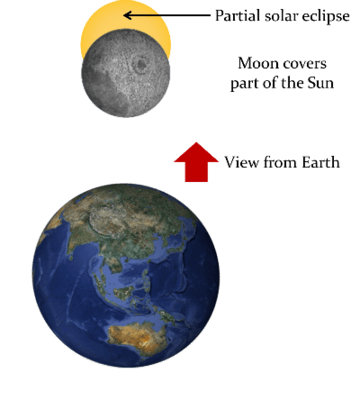 Partial solar eclipse
Moon covers
part of the Sun
View from Earth